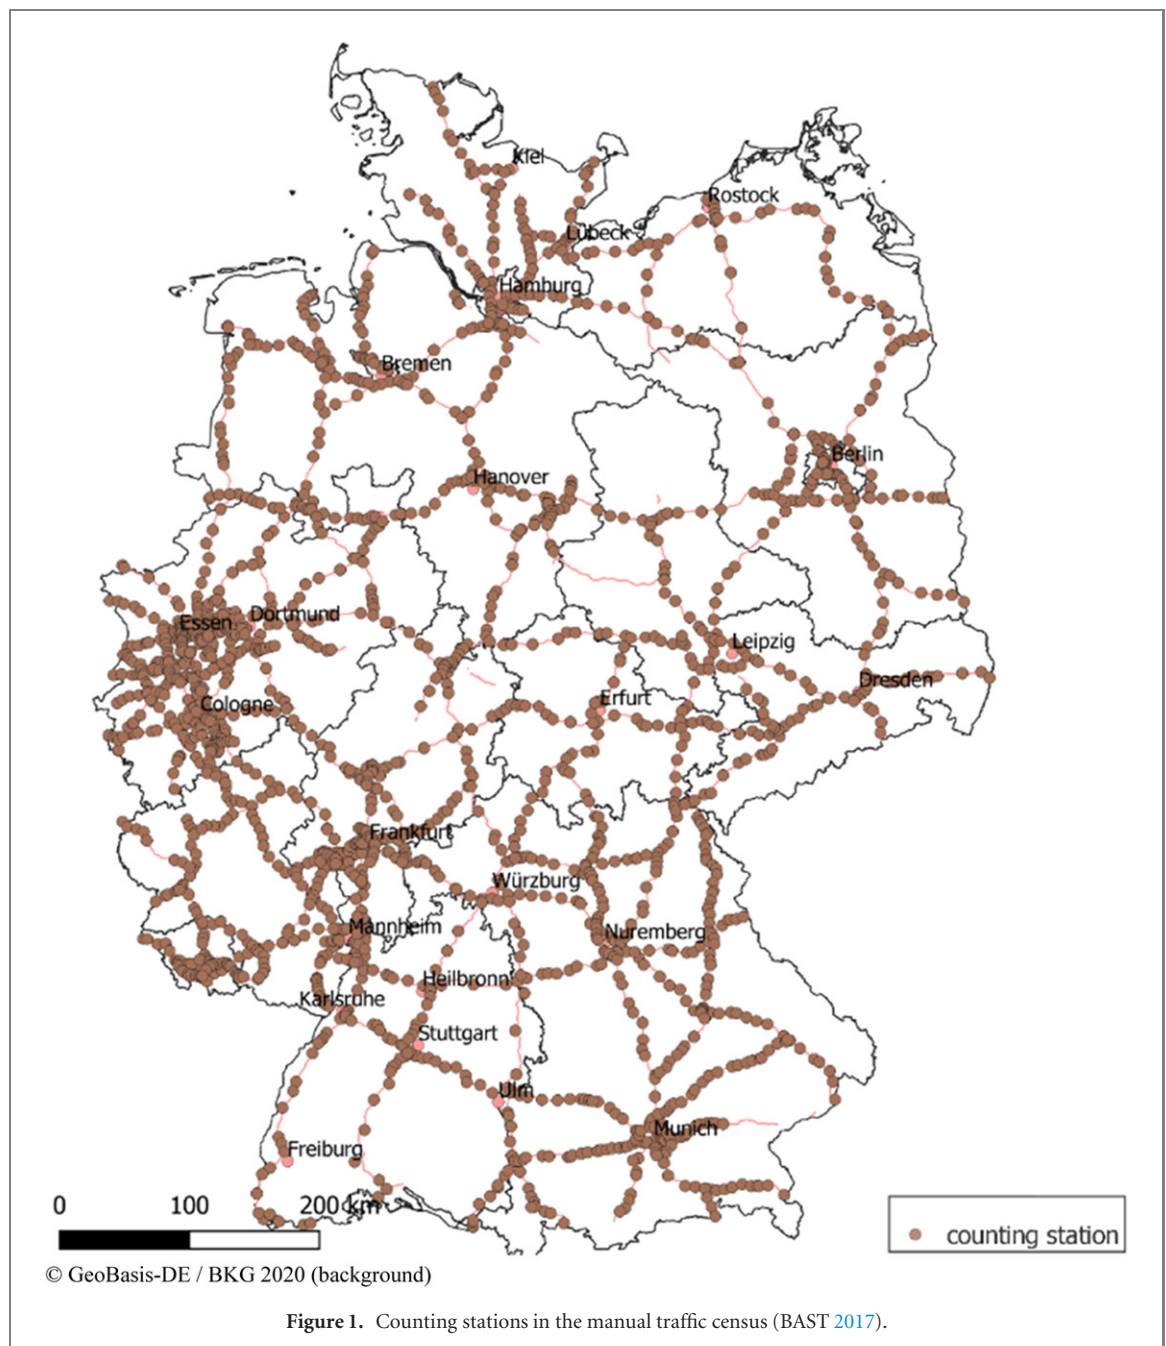 Kiel
Rostock
Lübeck
Hamburg
Bremen
Berlin
Hanover
Essen
Dortmund
Leipzig
Dresden
Cologne
Erfurt
Frankfurt
Würzburg
Mannheim
Nuremberg
Heilbronn
Karlsruhe
Stuttgart
Ulm
Munich
Freiburg
0 100 200 km
counting station
© GeoBasis-DE / BKG 2020 (background)
Figure 1. Counting stations in the manual traffic census (BAST 2017).